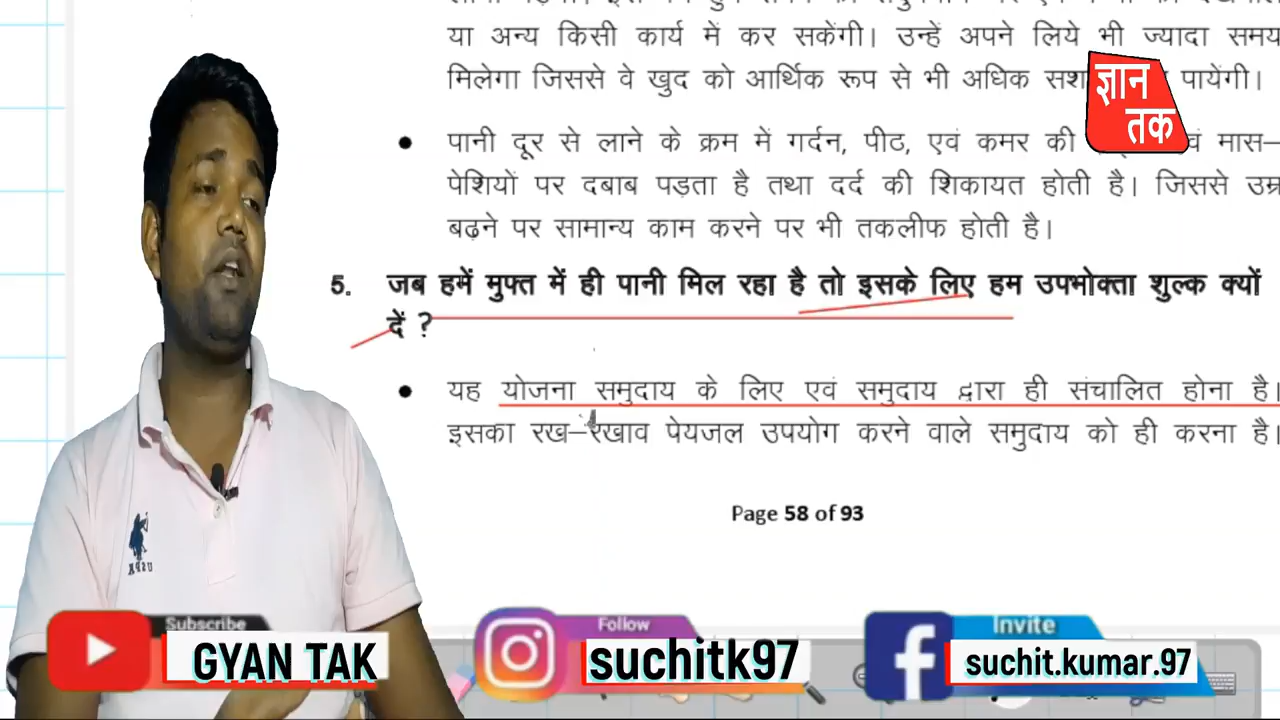 या अन्य किसी कार्य में कर सकेंगी। उन्हें अपने लिये भी ज्यादा समय
मिलेगा जिससे वे खुद को आर्थिक रूप से भी अधिक पायेंगी।
ज्ञान
तक
• पानी दूर से लाने के क्रम में गर्दन, पीठ, एवं कमर की मास–
पेशियों पर दबाब पड़ता है तथा दर्द की शिकायत होती है। जिससे उम्र
बढ़ने पर सामान्य काम करने पर भी तकलीफ होती है।
5. जब हमें मुफ्त में ही पानी मिल रहा है तो इसके लिए हम उपभोक्ता शुल्क क्यों
दें ?
• यह योजना समुदाय के लिए एवं समुदाय द्वारा ही संचालित होना है।
इसका रख–रखाव पेयजल उपयोग करने वाले समुदाय को ही करना है।
Page 58 of 93
USPA
Subscribe
GYAN TAK
Follow
suchitk97
Invite
suchit.kumar.97